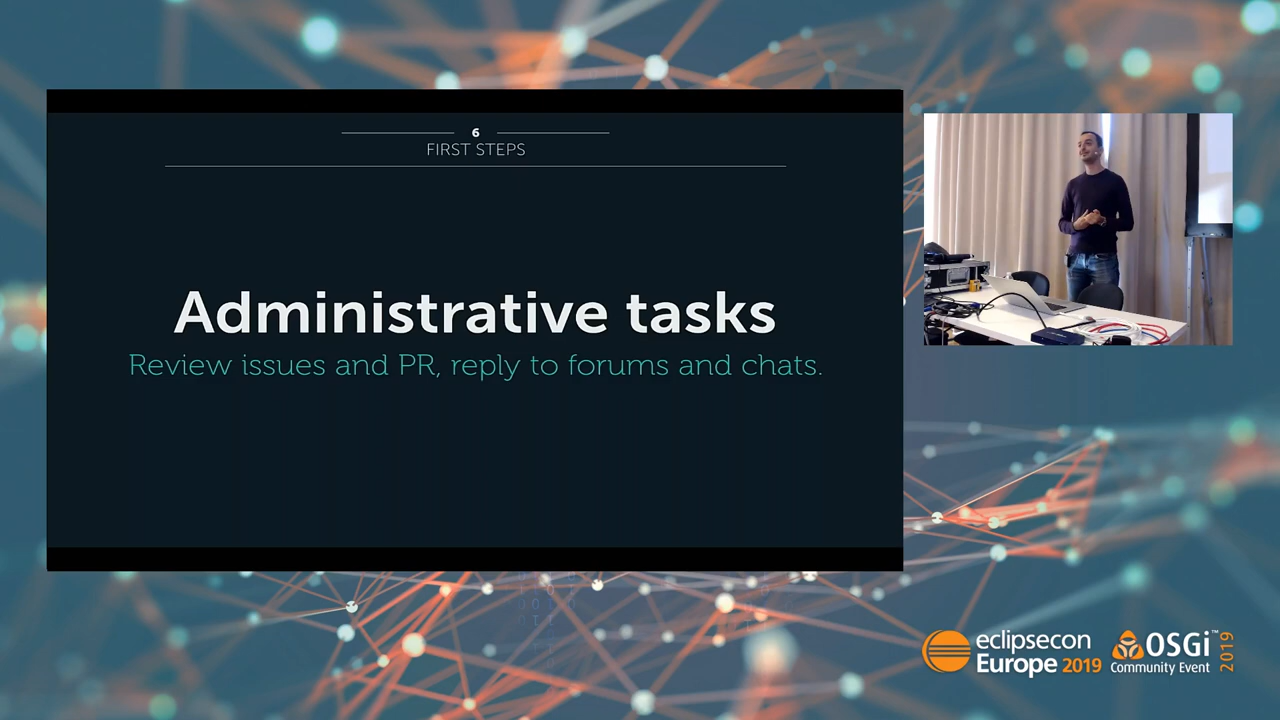 6
FIRST STEPS
Administrative tasks
Review issues and PR, reply to forums and chats.
eclipsecon
Europe 2019
OSGi™
Community Event
2019